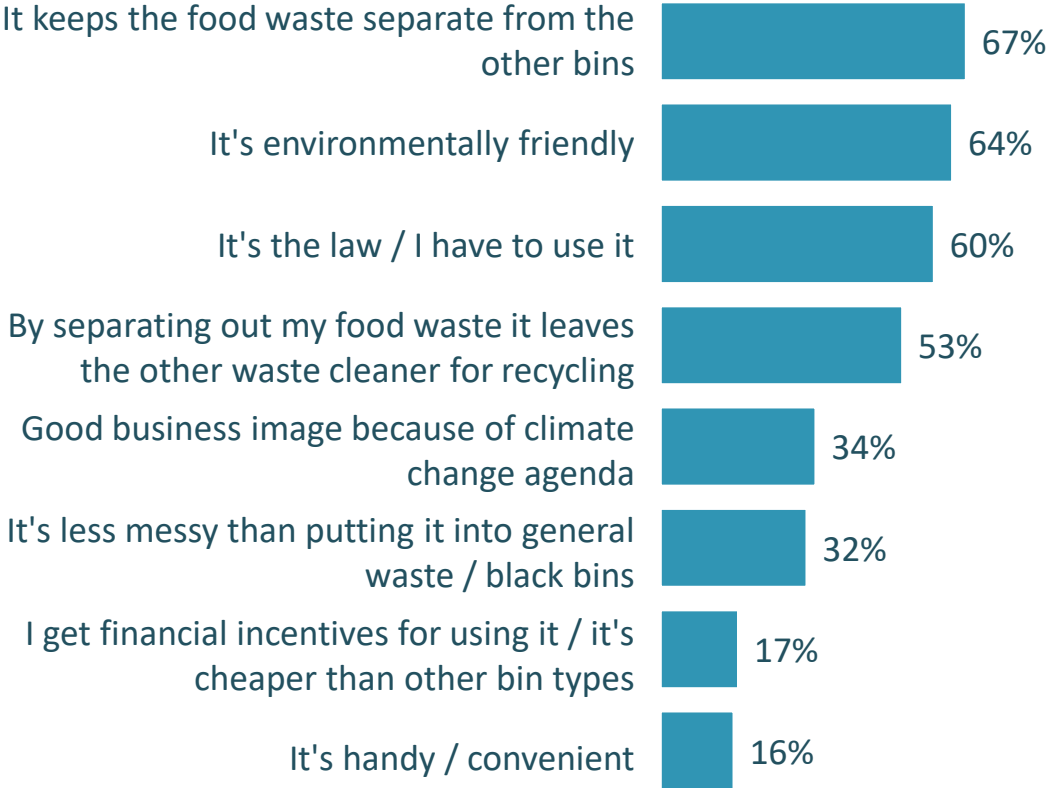 It keeps the food waste separate from the
other bins
67%
It's environmentally friendly
64%
It's the law / I have to use it
60%
By separating out my food waste it leaves
the other waste cleaner for recycling
53%
Good business image because of climate
change agenda
34%
It's less messy than putting it into general
waste / black bins
32%
I get financial incentives for using it / it's
cheaper than other bin types
17%
It's handy / convenient
16%